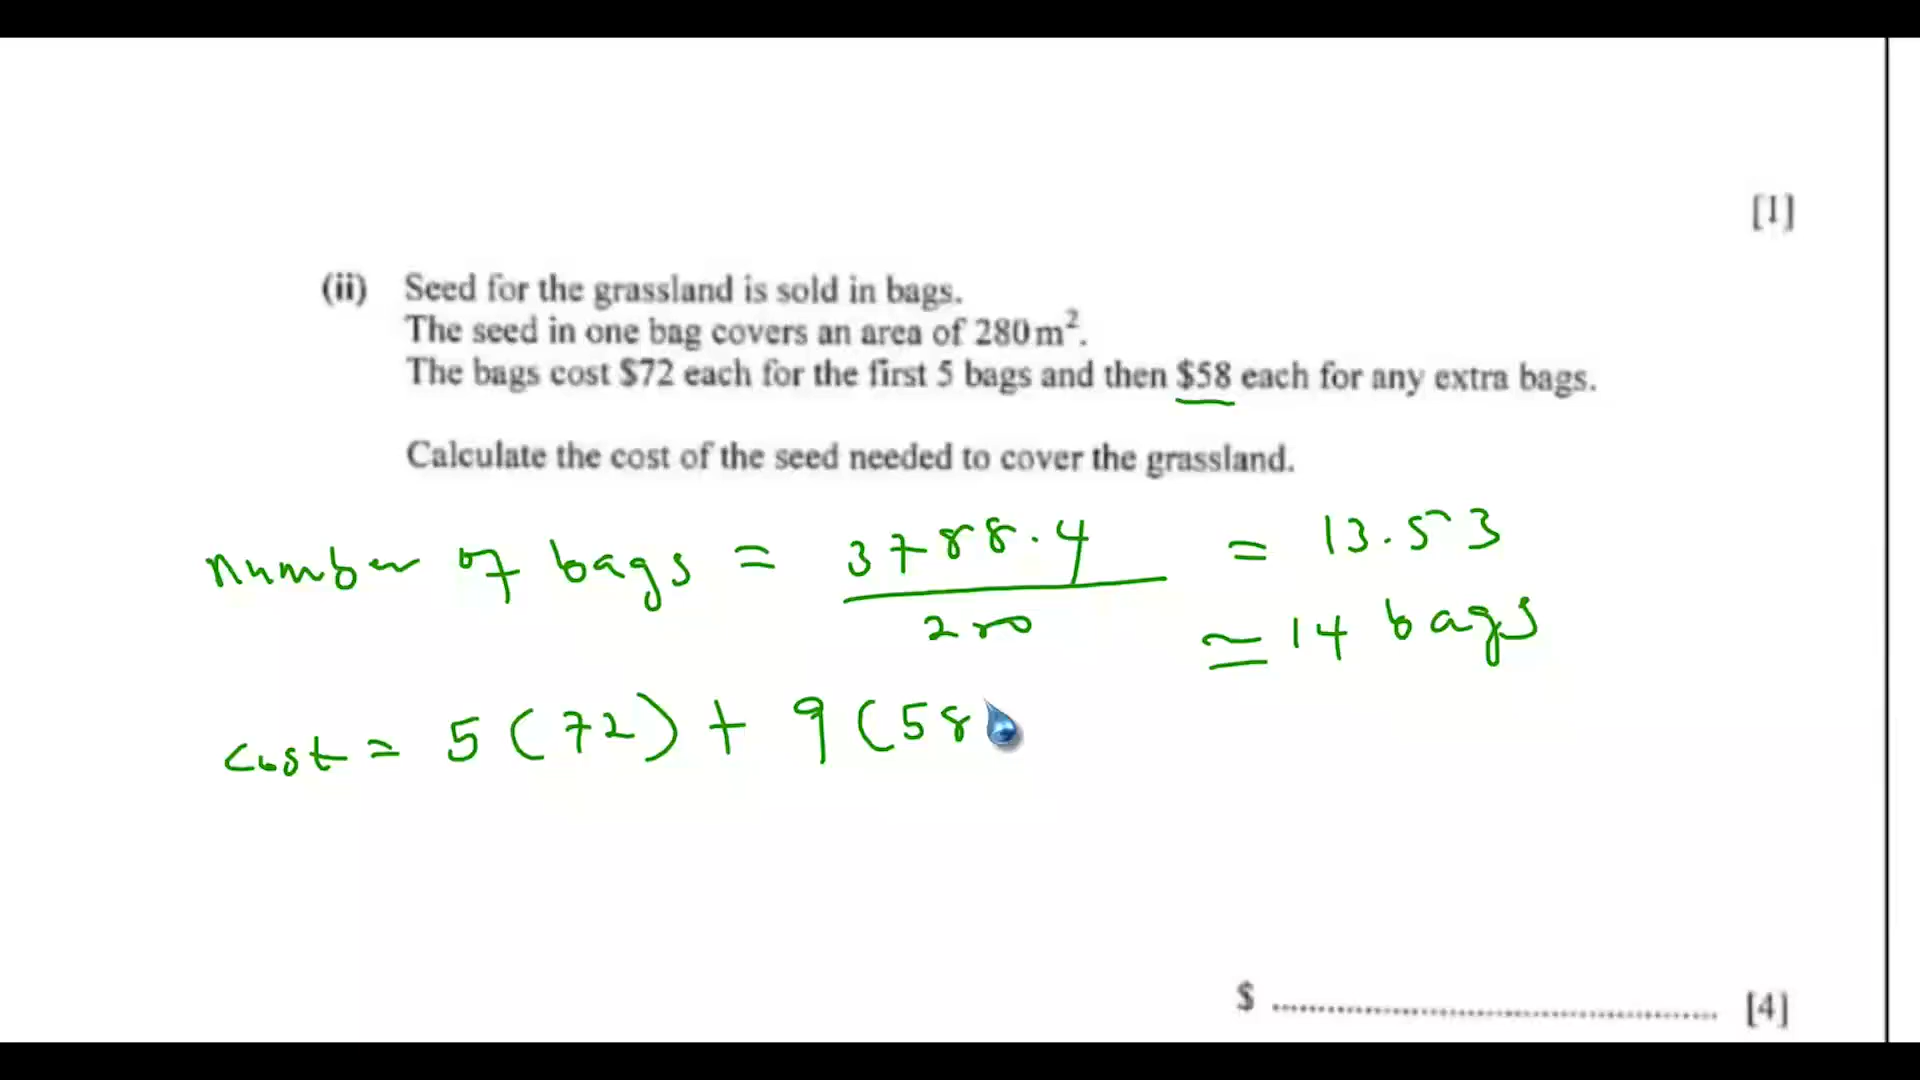 [1]
(ii) Seed for the grassland is sold in bags.
The seed in one bag covers an area of 280 m².
The bags cost $72 each for the first 5 bags and then $58 each for any extra bags.
Calculate the cost of the seed needed to cover the grassland.
Number of bags = 3788.4 / 280 = 13.53
≃ 14 bags
Cost = 5 (72) + 9 (58
$ .......................................... [4]